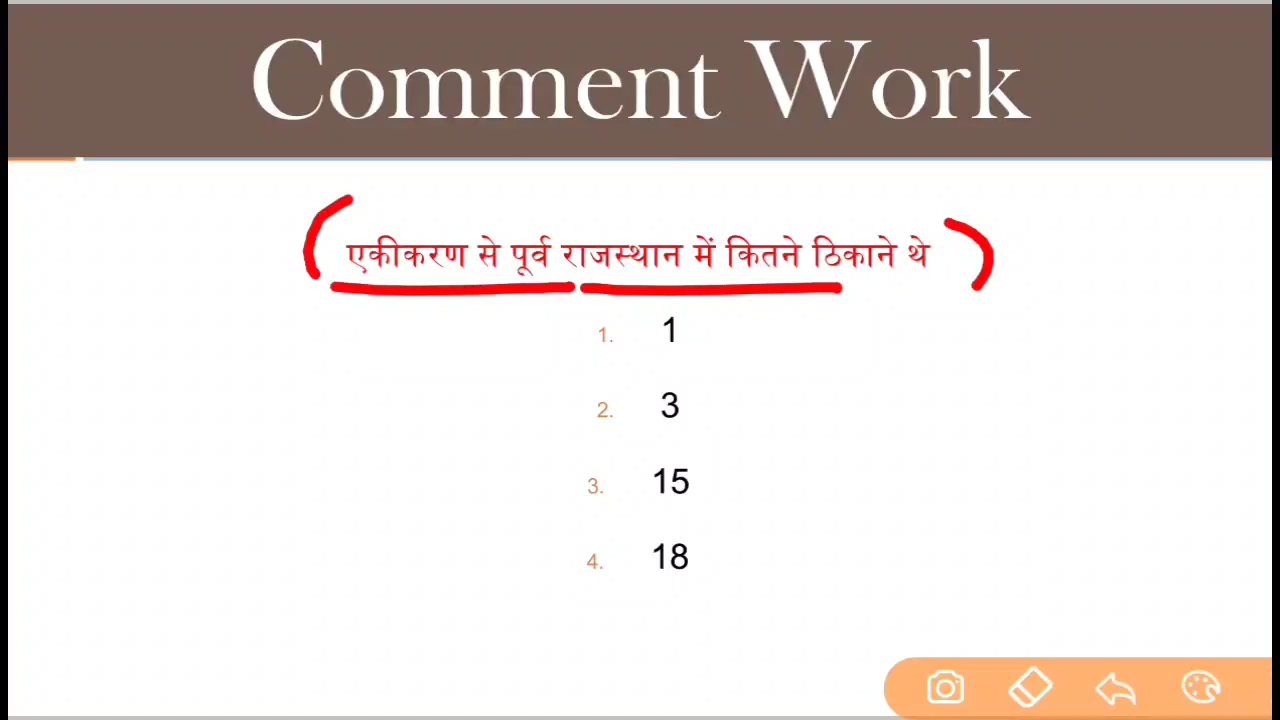 Comment Work
एकीकरण से पूर्व राजस्थान में कितने ठिकाने थे
1. 1
2. 3
3. 15
4. 18